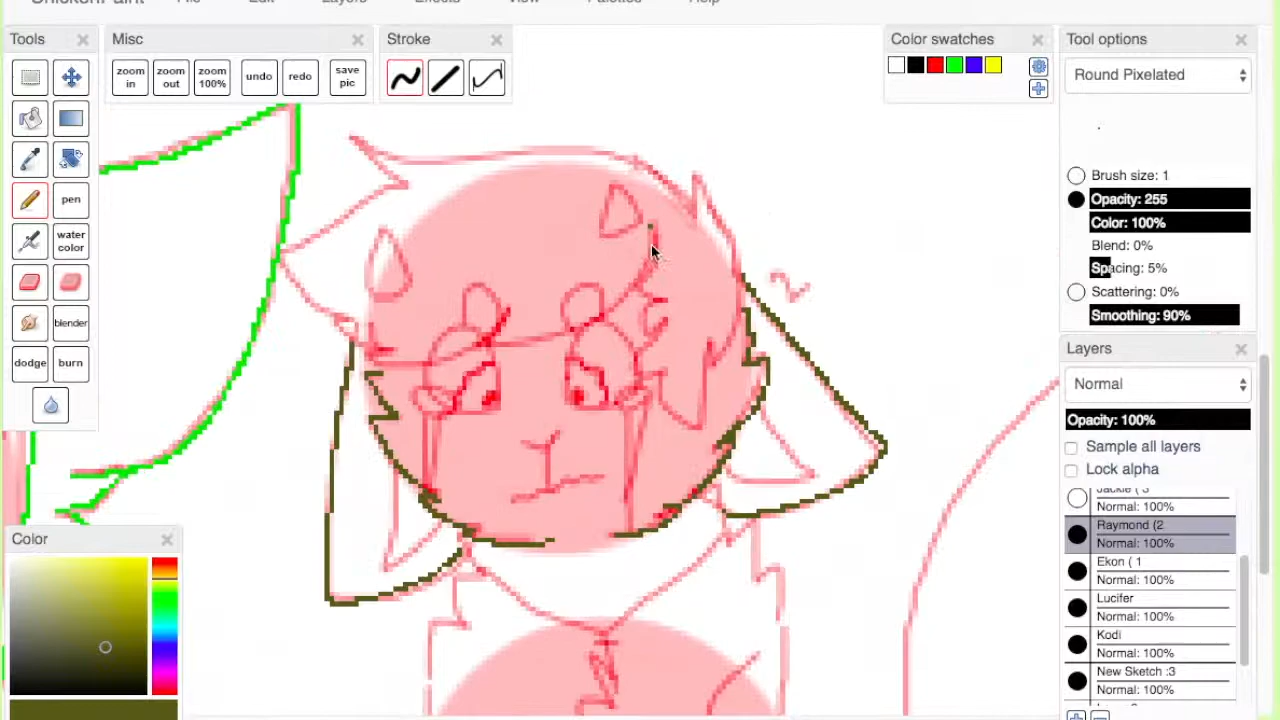 ChickenPaint File Edit Layers Effects View Palettes Help
Tools
Misc
Stroke
Color swatches
Tool options
zoom in
zoom out
zoom 100%
undo
redo
save pic
Round Pixelated
pen
water color
blender
dodge
burn
Brush size: 1
Opacity: 255
Color: 100%
Blend: 0%
Spacing: 5%
Scattering: 0%
Smoothing: 90%
Layers
Normal
Opacity: 100%
Sample all layers
Lock alpha
Jackie ( 3
Normal: 100%
Raymond (2
Normal: 100%
Ekon ( 1
Normal: 100%
Lucifer
Normal: 100%
Kodi
Normal: 100%
New Sketch :3
Normal: 100%
Color
2